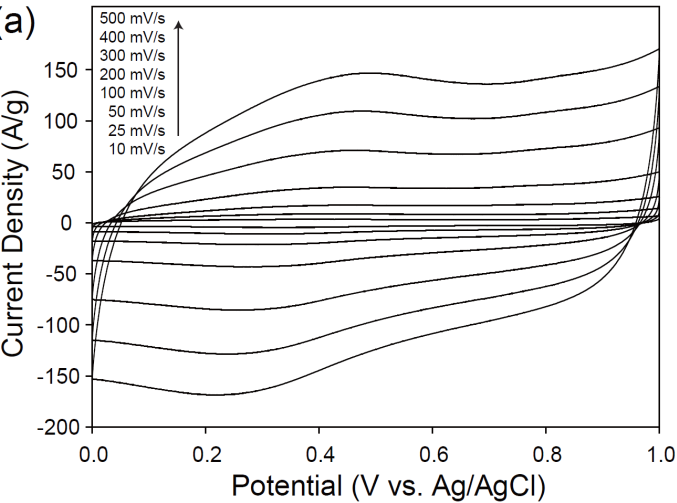 (a)
500 mV/s
400 mV/s
300 mV/s
200 mV/s
100 mV/s
50 mV/s
25 mV/s
10 mV/s
Current Density (A/g)
150
100
50
0
-50
-100
-150
-200
0.0 0.2 0.4 0.6 0.8 1.0
Potential (V vs. Ag/AgCl)